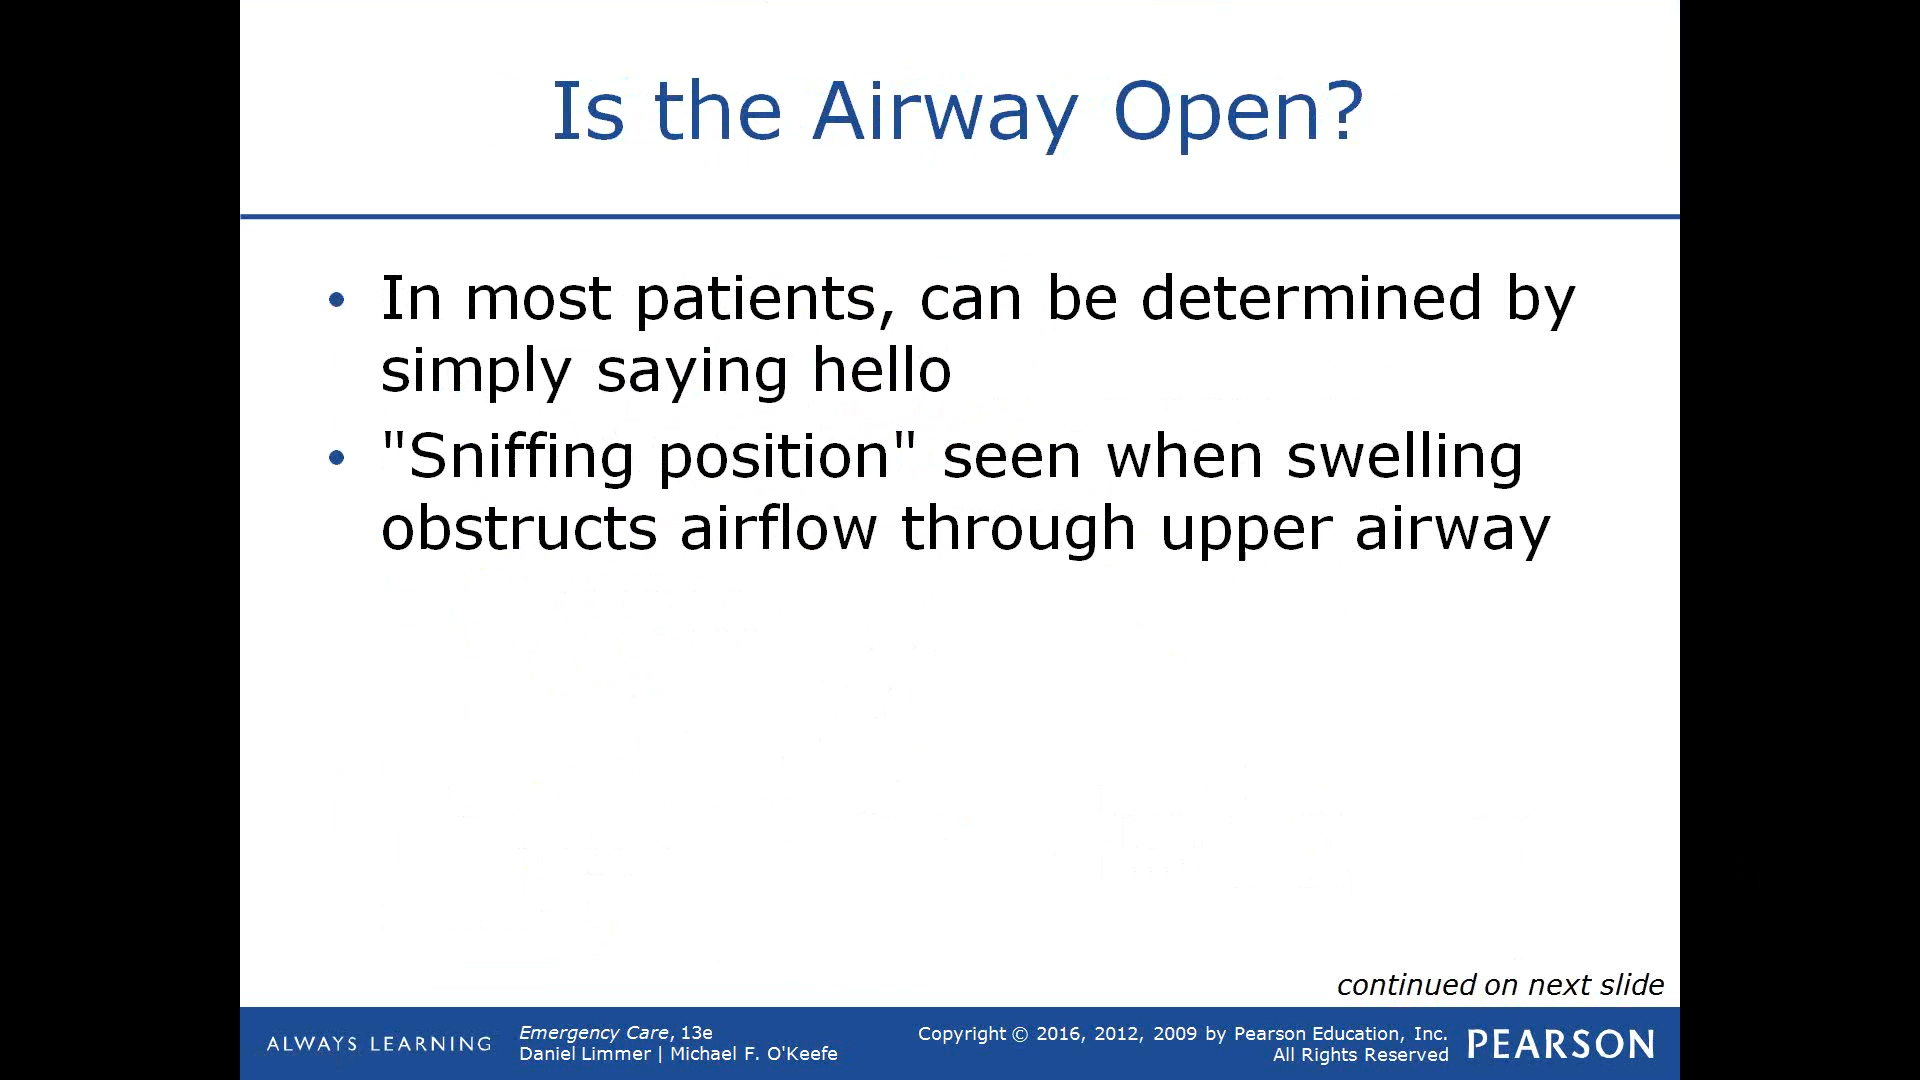 Is the Airway Open?
• In most patients, can be determined by
simply saying hello
• "Sniffing position" seen when swelling
obstructs airflow through upper airway
continued on next slide
ALWAYS LEARNING
Emergency Care, 13e
Daniel Limmer | Michael F. O'Keefe
Copyright © 2016, 2012, 2009 by Pearson Education, Inc.
All Rights Reserved
PEARSON